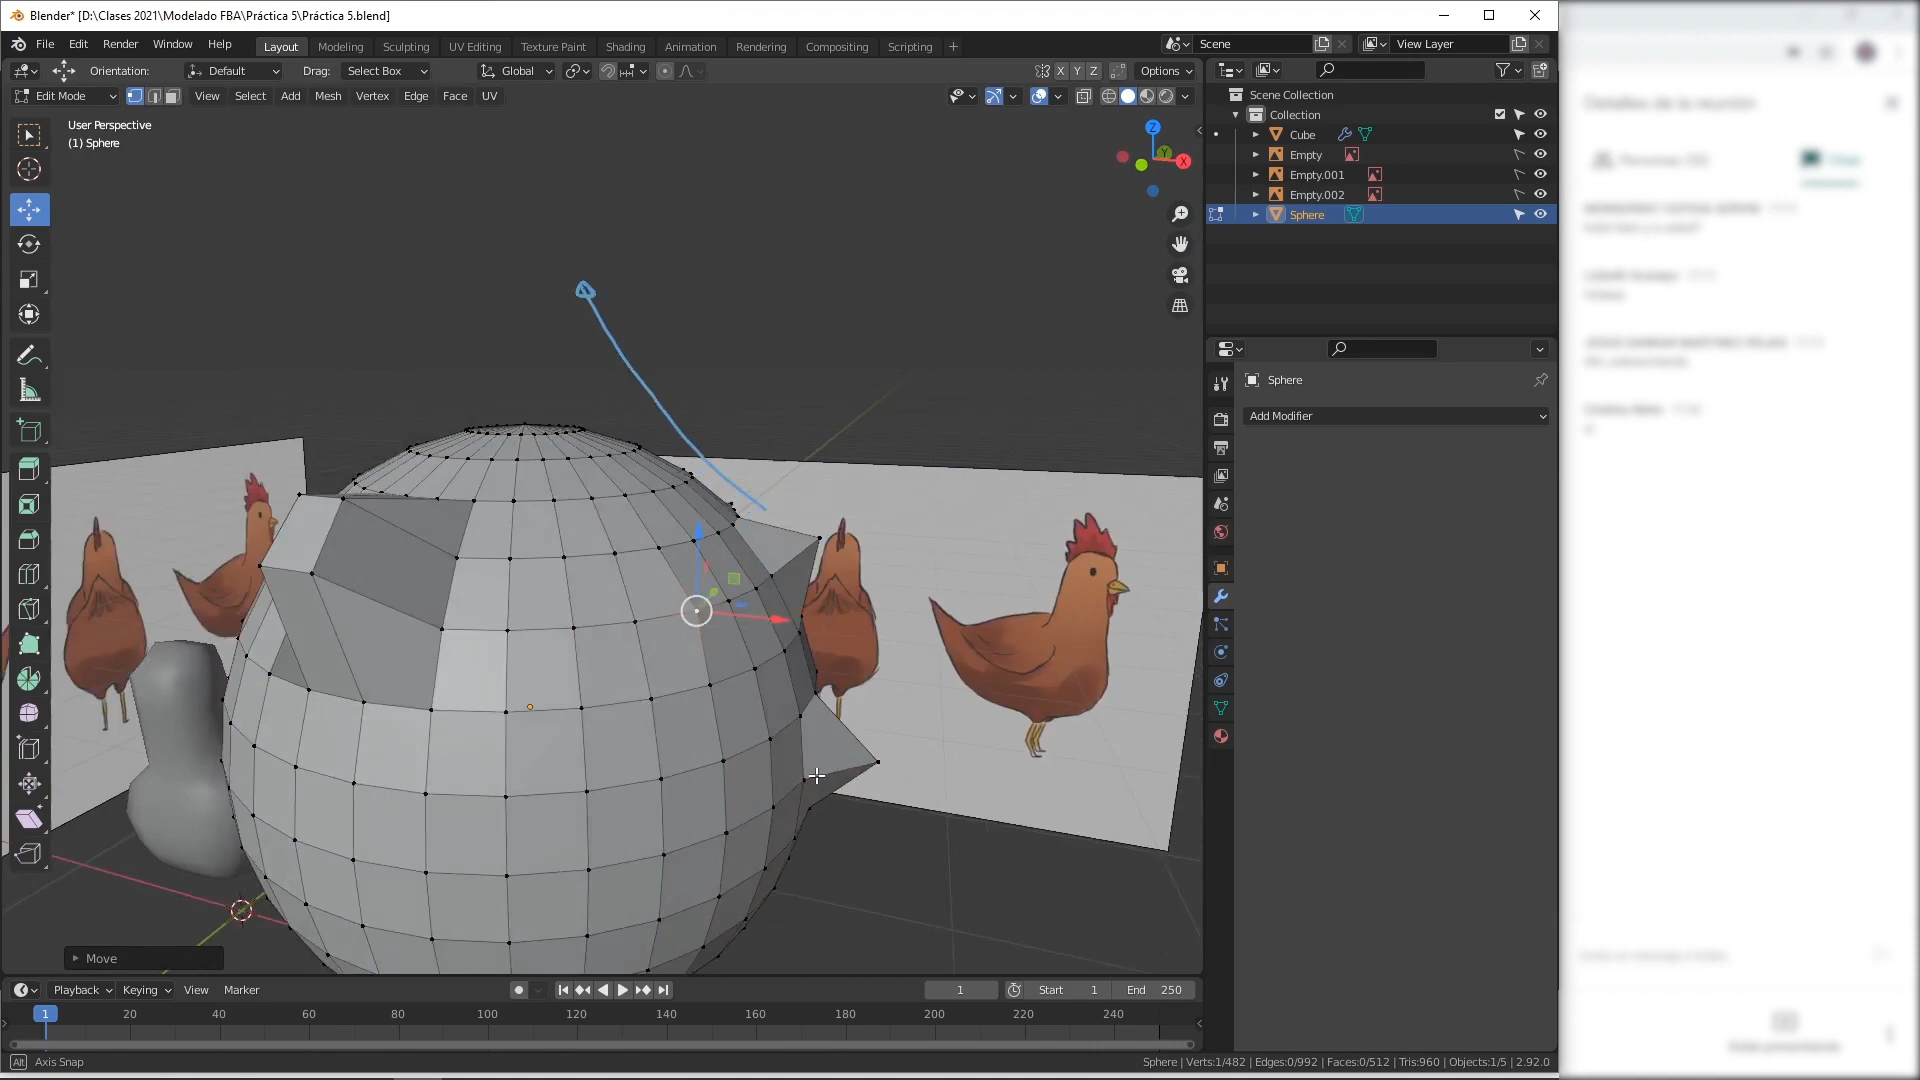 Blender* [D:\Clases 2021\Modelado FBA\Práctica 5\Práctica 5.blend]
File Edit Render Window Help Layout Modeling Sculpting UV Editing Texture Paint Shading Animation Rendering Compositing Scripting + Scene View Layer
Orientation: Default Drag: Select Box Global X Y Z Options
Edit Mode View Select Add Mesh Vertex Edge Face UV
User Perspective
(1) Sphere
Z
Y
X
Scene Collection
Collection
Cube
Empty
Empty.001
Empty.002
Sphere
Sphere
Add Modifier
Move
Playback Keying View Marker 1 Start 1 End 250
1 20 40 60 80 100 120 140 160 180 200 220 240
Alt Axis Snap
Sphere | Verts:1/482 | Edges:0/992 | Faces:0/512 | Tris:960 | Objects:1/5 | 2.92.0